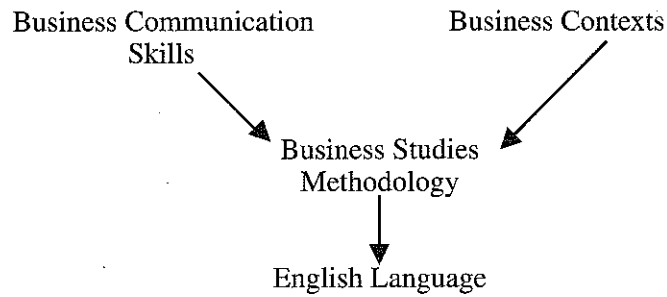 Business Communication
Skills
Business Contexts
Business Studies
Methodology
English Language